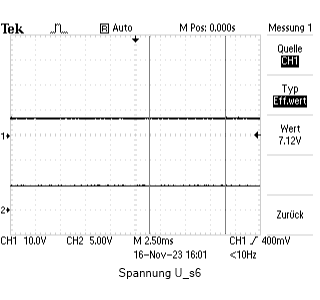 Tek R Auto M Pos: 0.000s Messung 1
Quelle
CH1
Typ
Eff.wert
1 Wert
7.12V
2 Zurück
CH1 10.0V CH2 5.00V M 2.50ms CH1 / 400mV
16-Nov-23 16:01 <10Hz
Spannung U_s6